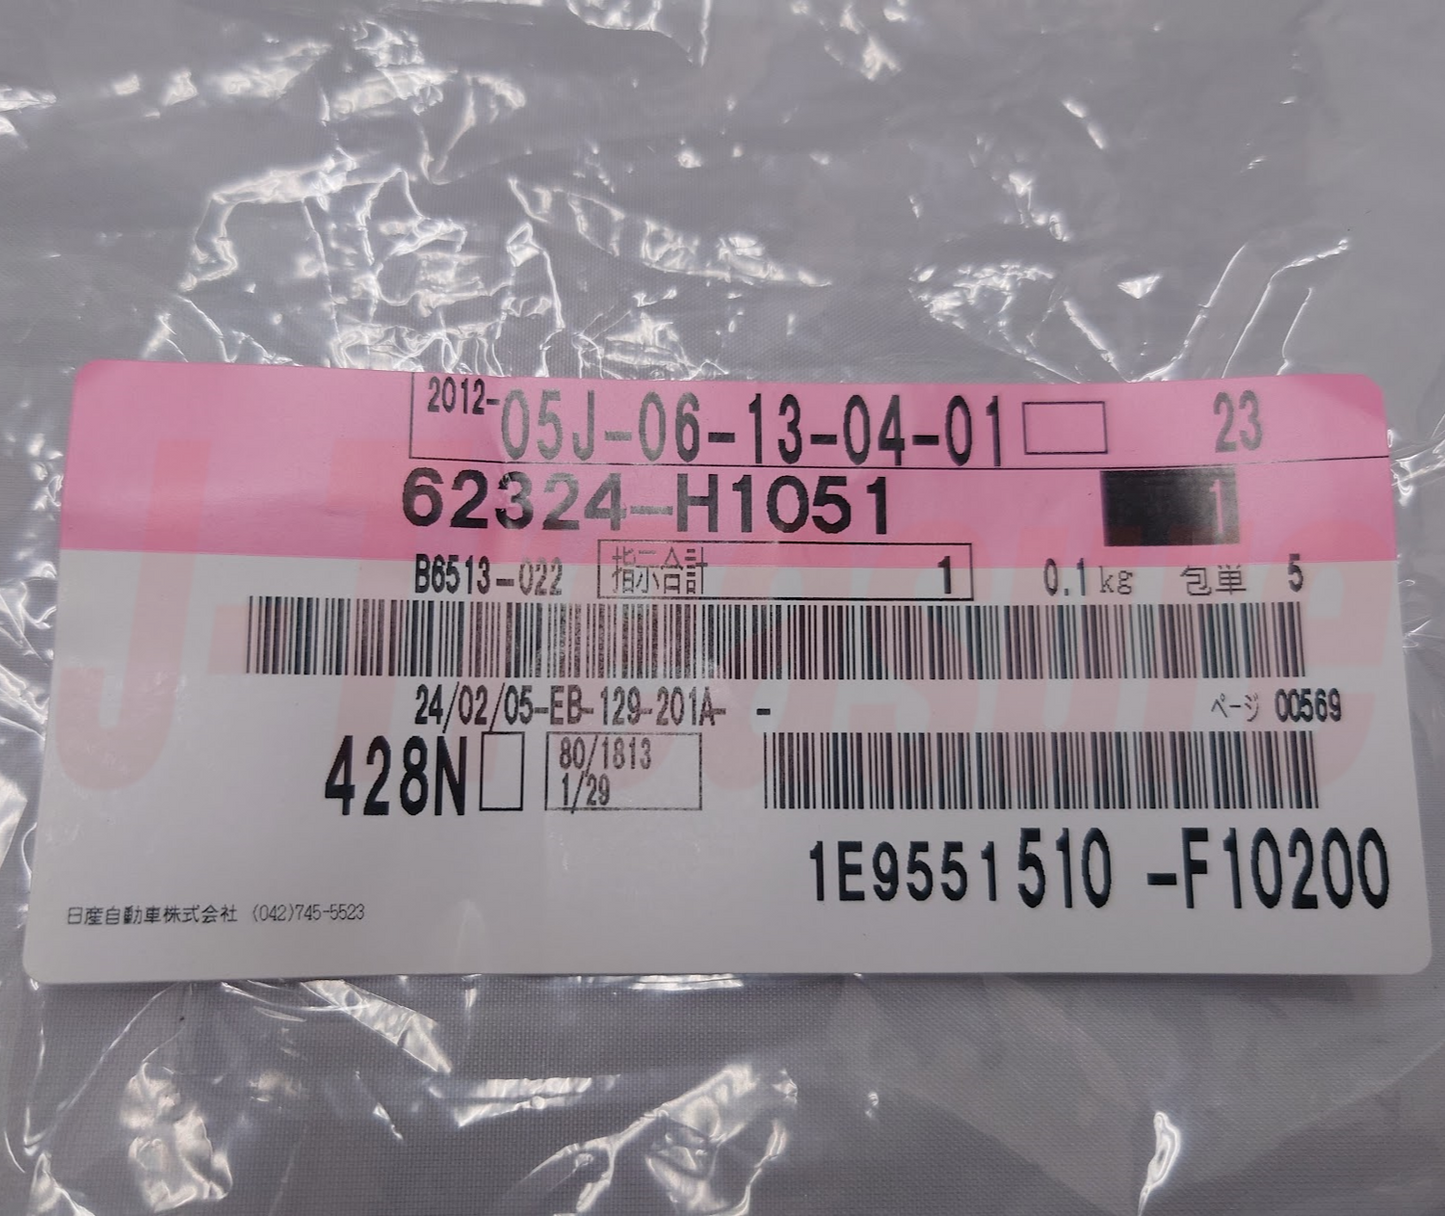 2012-05J-06-13-04-01 23
62324-H1051 1
B6513-022 指示合計 1 0.1kg 包単 5
24/02/05-EB-129-201A- - ページ 00569
428N 80/1813
1/29
1E9551510 -F10200
日産自動車株式会社 (042)745-5523